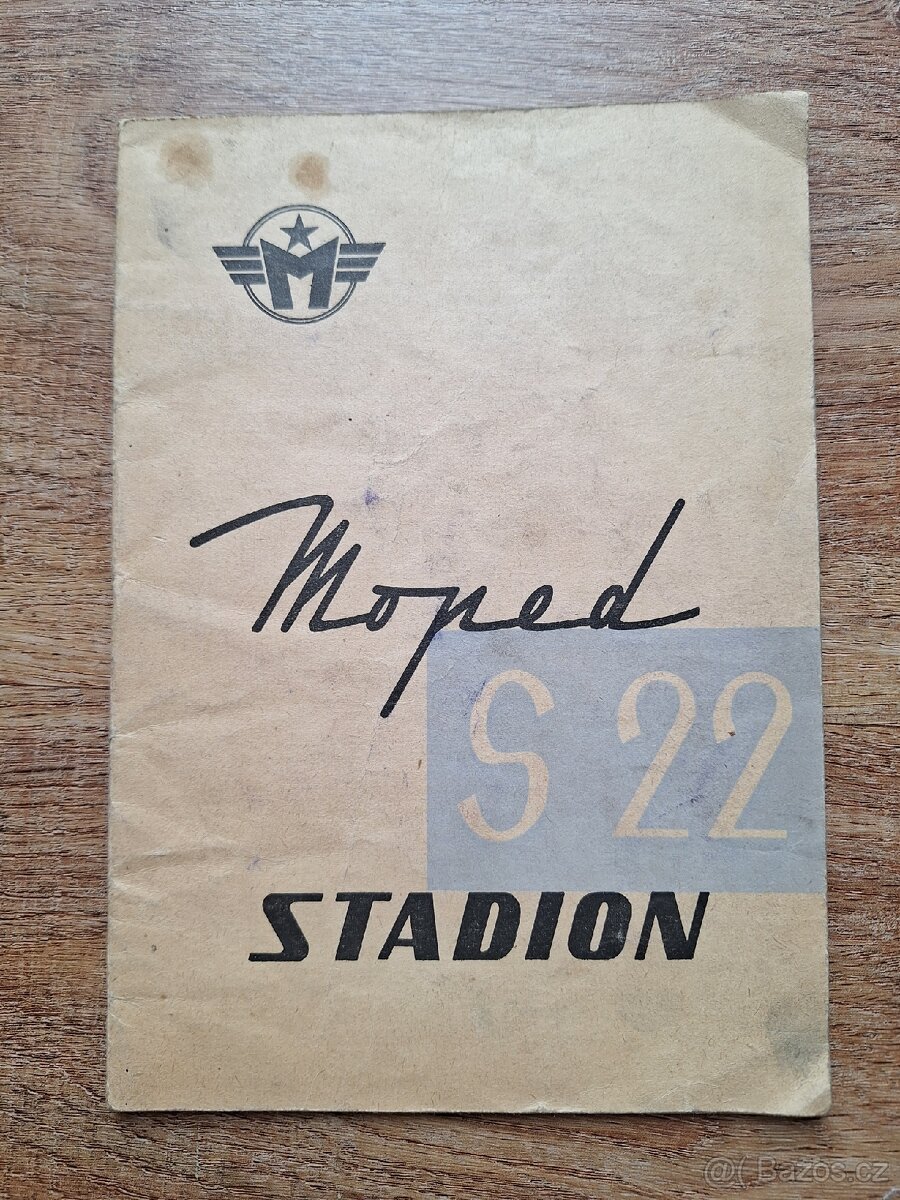 M
Moped
S 22
STADION
@( Bazos.cz